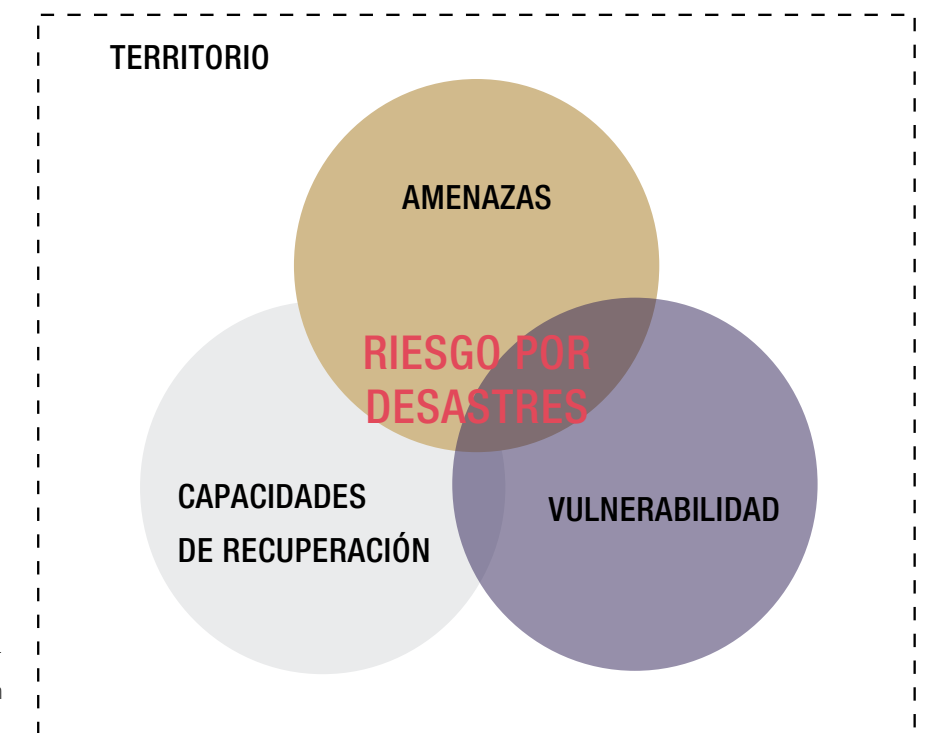 TERRITORIO
AMENAZAS
RIESGO POR
DESASTRES
CAPACIDADES
DE RECUPERACIÓN
VULNERABILIDAD